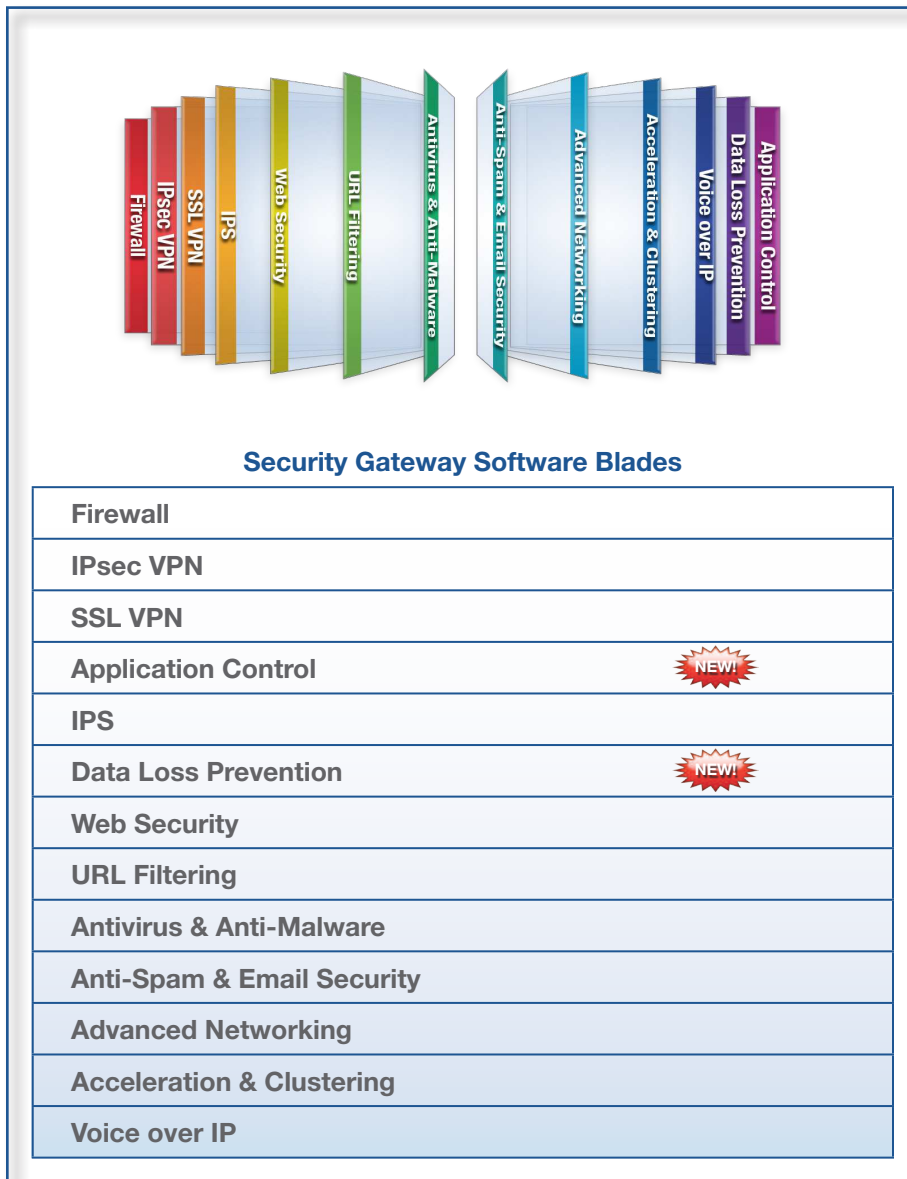 Firewall
IPsec VPN
SSL VPN
IPS
Web Security
URL Filtering
Antivirus & Anti- Malware
Anti-Spam & Email Security
Advanced Networking
Acceleration & Clustering
Voice over IP
Data Loss Prevention
Application Control
Security Gateway Software Blades
Firewall
IPsec VPN
SSL VPN
Application Control NEW!
IPS
Data Loss Prevention NEW!
Web Security
URL Filtering
Antivirus & Anti-Malware
Anti-Spam & Email Security
Advanced Networking
Acceleration & Clustering
Voice over IP